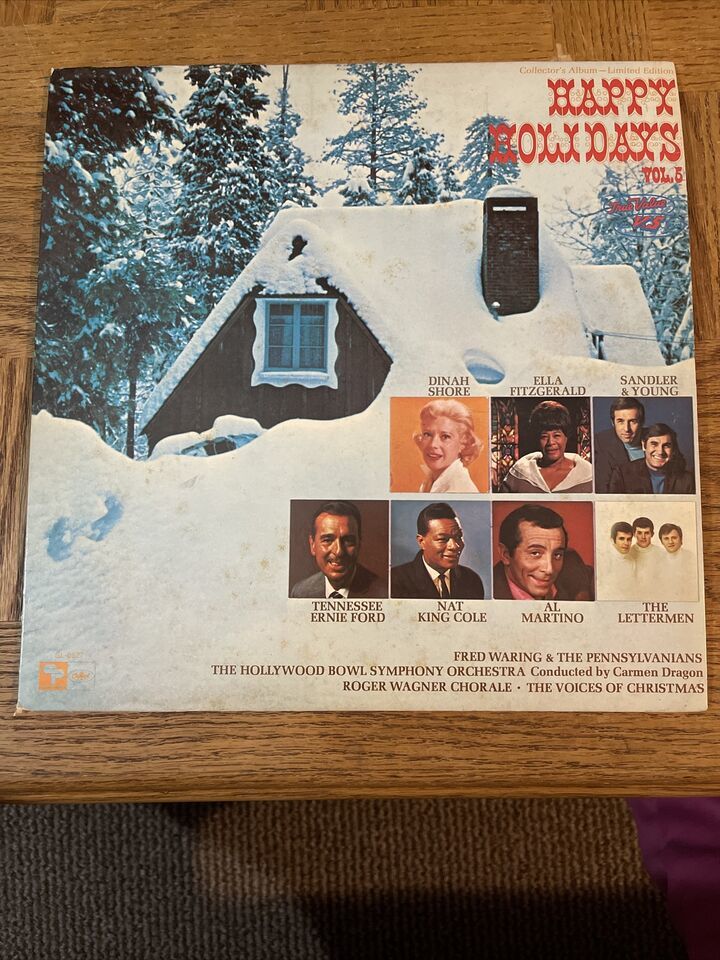 Collector's Album—Limited Edition
HAPPY
HOLIDAYS
VOL. 5
True Value
V&S
DINAH
SHORE
ELLA
FITZGERALD
SANDLER
& YOUNG
TENNESSEE
ERNIE FORD
NAT
KING COLE
AL
MARTINO
THE
LETTERMEN
FRED WARING & THE PENNSYLVANIANS
THE HOLLYWOOD BOWL SYMPHONY ORCHESTRA Conducted by Carmen Dragon
ROGER WAGNER CHORALE · THE VOICES OF CHRISTMAS
Capitol